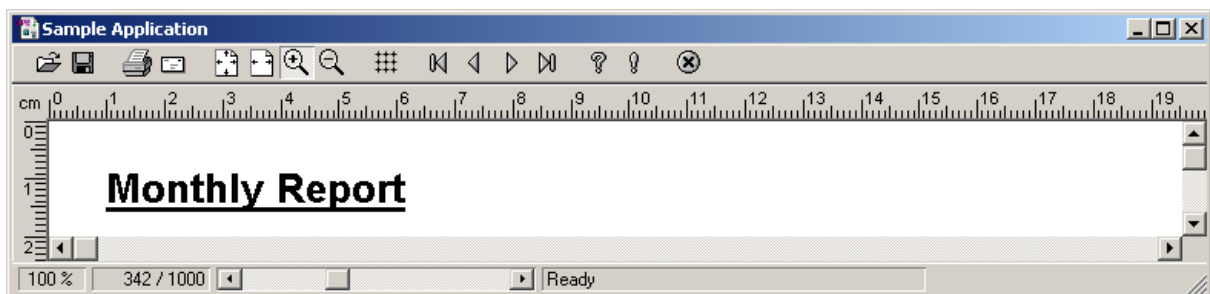 Sample Application
cm 0 1 2 3 4 5 6 7 8 9 10 11 12 13 14 15 16 17 18 19
0
Monthly Report
1
2
100 % 342 / 1000 Ready